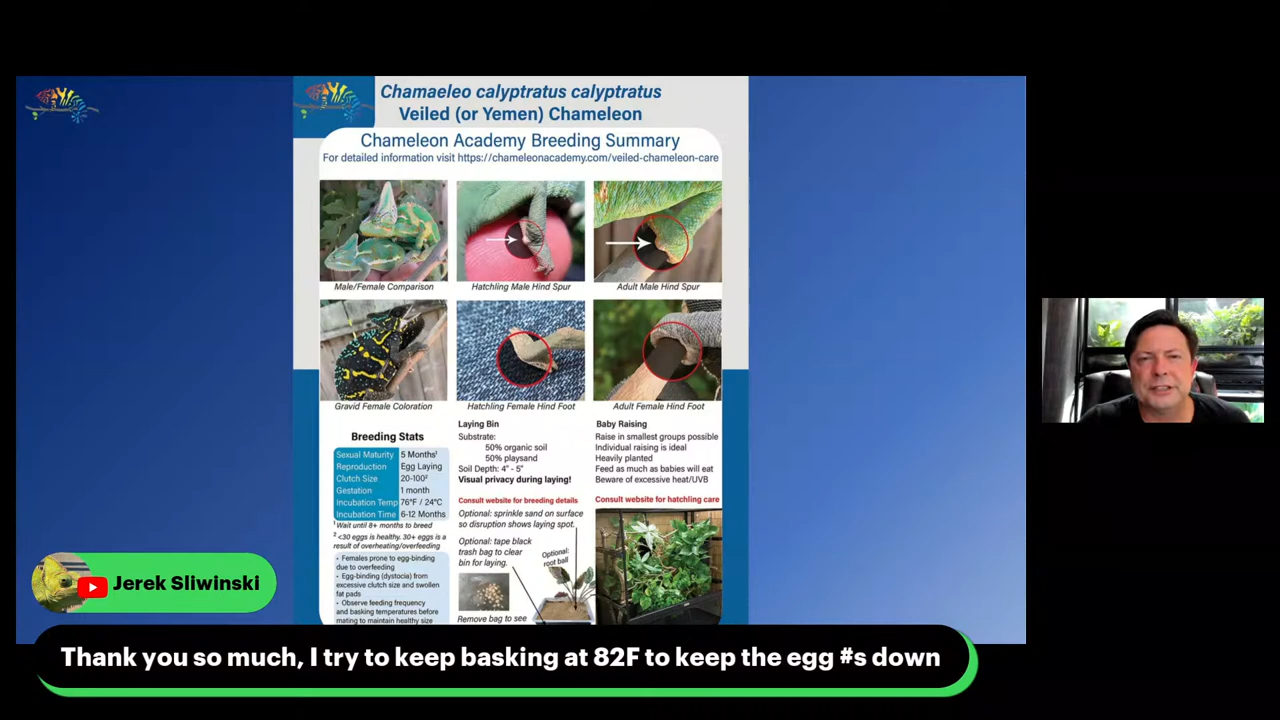 Chamaeleo calyptratus calyptratus
Veiled (or Yemen) Chameleon
Chameleon Academy Breeding Summary
For detailed information visit https://chameleonacademy.com/veiled-chameleon-care
Male/Female Comparison
Hatchling Male Hind Spur
Adult Male Hind Spur
Gravid Female Coloration
Hatchling Female Hind Foot
Adult Female Hind Foot
Breeding Stats
Sexual Maturity 5 Months¹
Reproduction Egg Laying
Clutch Size 20-100²
Gestation 1 month
Incubation Temp 76°F / 24°C
Incubation Time 6-12 Months
¹ Wait until 8+ months to breed
² <30 eggs is healthy. 30+ eggs is a
result of overheating/overfeeding
• Females prone to egg-binding
due to overfeeding
• Egg-binding (dystocia) from
excessive clutch size and swollen
fat pads
• Observe feeding frequency
and basking temperatures before
mating to maintain healthy size
Laying Bin
Substrate:
50% organic soil
50% playsand
Soil Depth: 4" - 5"
Visual privacy during laying!
Consult website for breeding details
Optional: sprinkle sand on surface
so disruption shows laying spot.
Optional: tape black
trash bag to clear
bin for laying.
Optional:
root ball
Remove bag to see
Baby Raising
Raise in smallest groups possible
Individual raising is ideal
Heavily planted
Feed as much as babies will eat
Beware of excessive heat/UVB
Consult website for hatchling care
Jerek Sliwinski
Thank you so much, I try to keep basking at 82F to keep the egg #s down